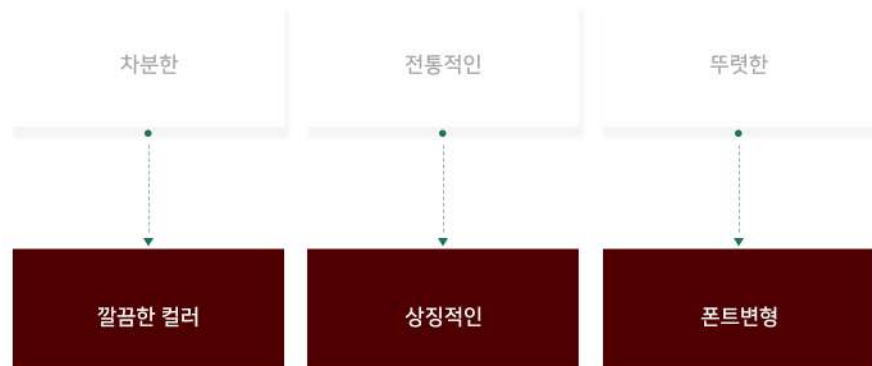 차분한
전통적인
뚜렷한
깔끔한 컬러
상징적인
폰트변형